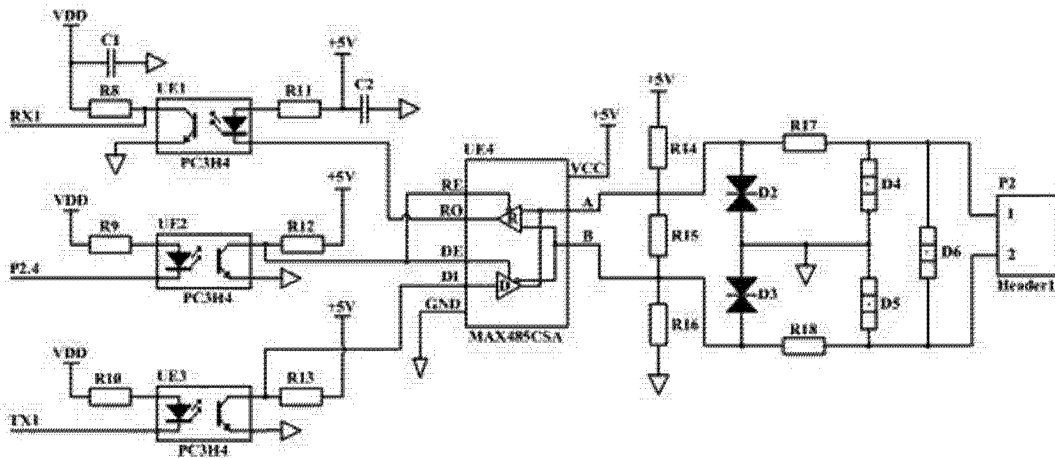 VDD
C1
+5V
UE1
R11
C2
R8
RX1
PC3H4
+5V
+5V
R14
R17
UE4
VCC
P2
RE
A
D2
D4
1
RO
VDD
UE2
+5V
R
R9
R12
R15
B
D6
DE
2
P2.4
DI
D
D3
D5
Header1
PC3H4
GND
R16
R18
+5V
MAX485CSA
VDD
UE3
R10
R13
TX1
PC3H4